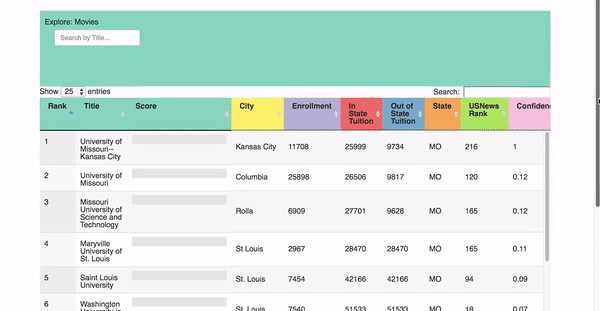 Explore: Movies
Search by Title...
Show 25 entries Search:
Rank Title Score City Enrollment In State Tuition Out of State Tuition State USNews Rank Confiden
1 University of Missouri-- Kansas City Kansas City 11708 25999 9734 MO 216 1
2 University of Missouri Columbia 25898 26506 9817 MO 120 0.12
3 Missouri University of Science and Technology Rolla 6909 27701 9628 MO 165 0.12
4 Maryville University of St. Louis St Louis 2967 28470 28470 MO 165 0.11
5 Saint Louis University St. Louis 7454 42166 42166 MO 94 0.09
6 Washington University in St. Louis 7540 51533 51533 MO 18 0.07